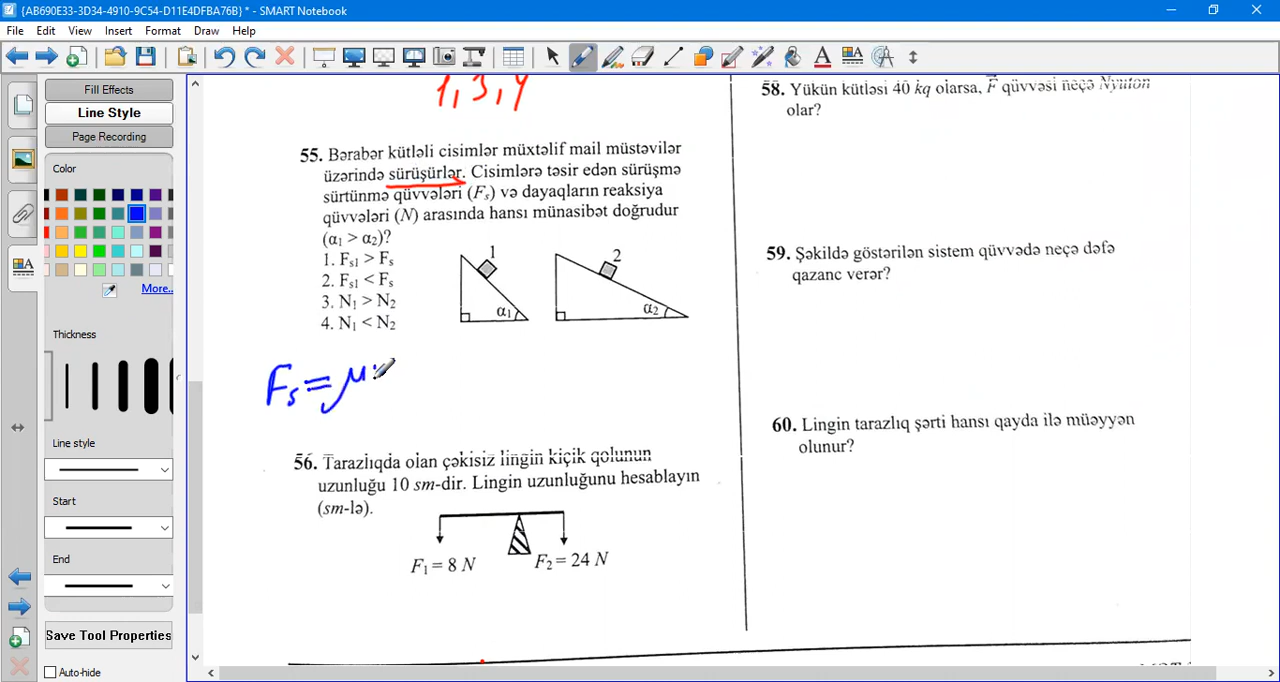 {AB690E33-3D34-4910-9C54-D11E4DFBA76B}* - SMART Notebook
File Edit View Insert Format Draw Help
Fill Effects
Line Style
Page Recording
Color
More..
Thickness
Line style
Start
End
Save Tool Properties
Auto-hide
1, 3, 4
55. Bərabər kütləli cisimlər müxtəlif mail müstəvilər
üzərində sürüşürlər. Cisimlərə təsir edən sürüşmə
sürtünmə qüvvələri (Fs) və dayaqların reaksiya
qüvvələri (N) arasında hansı münasibət doğrudur
(α1 > α2)?
1. Fs1 > Fs
2. Fs1 < Fs
3. N1 > N2
4. N1 < N2
1
α1
2
α2
Fs = μ
56. Tarazlıqda olan çəkisiz lingin kiçik qolunun
uzunluğu 10 sm-dir. Lingin uzunluğunu hesablayın
(sm-lə).
F1 = 8 N
F2 = 24 N
58. Yükün kütləsi 40 kq olarsa, F qüvvəsi neçə Nyuton
olar?
59. Şəkildə göstərilən sistem qüvvədə neçə dəfə
qazanc verər?
60. Lingin tarazlıq şərti hansı qayda ilə müəyyən
olunur?